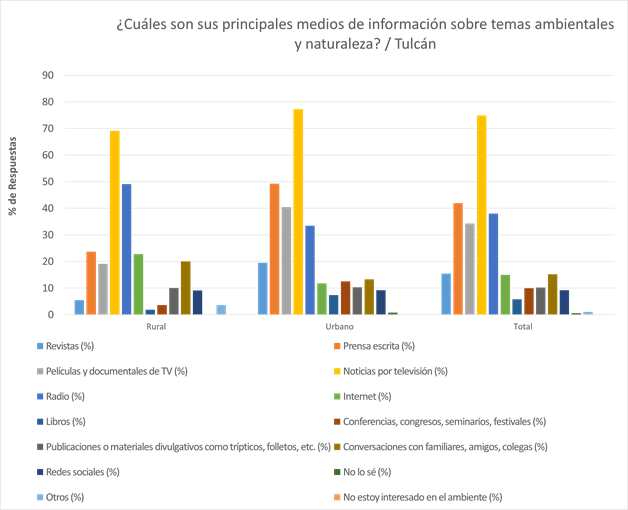 ¿Cuáles son sus principales medios de información sobre temas ambientales
y naturaleza? / Tulcán
% de Respuestas
90
80
70
60
50
40
30
20
10
0
Rural Urbano Total
Revistas (%) Prensa escrita (%)
Películas y documentales de TV (%) Noticias por televisión (%)
Radio (%) Internet (%)
Libros (%) Conferencias, congresos, seminarios, festivales (%)
Publicaciones o materiales divulgativos como trípticos, folletos, etc. (%) Conversaciones con familiares, amigos, colegas (%)
Redes sociales (%) No lo sé (%)
Otros (%) No estoy interesado en el ambiente (%)